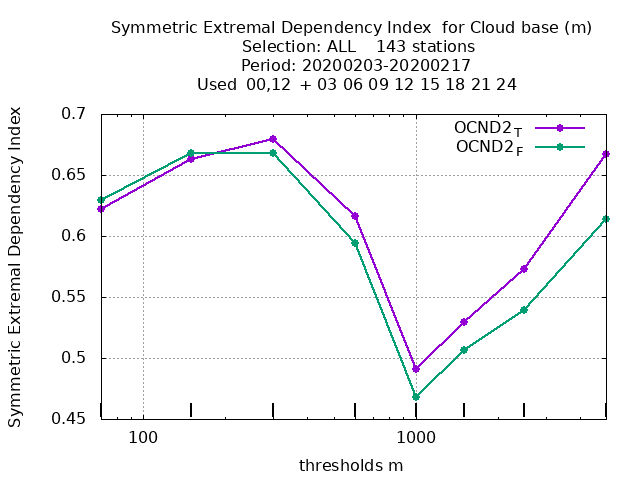 Symmetric Extremal Dependency Index  for Cloud base (m)
Selection: ALL    143 stations
Period: 20200203-20200217
Used  00,12  + 03 06 09 12 15 18 21 24
Symmetric Extremal Dependency Index
0.7
0.65
0.6
0.55
0.5
0.45
OCND2T
OCND2F
100
1000
thresholds m